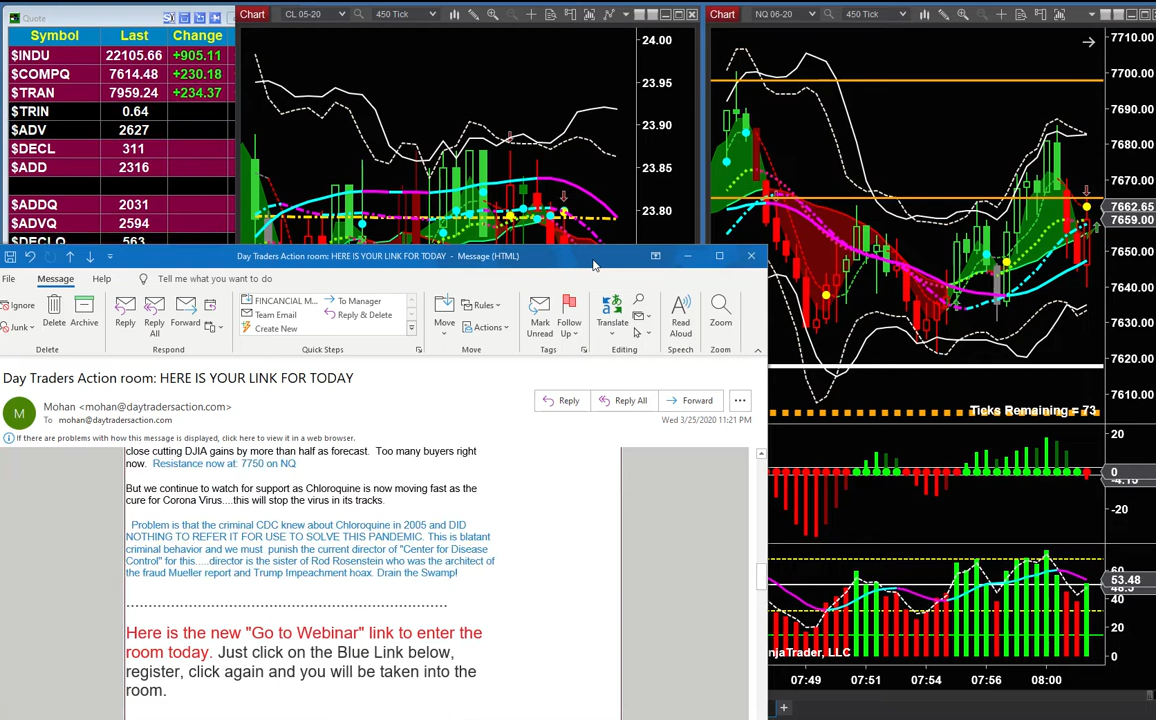 Quote
Symbol Last Change
$INDU 22105.66 +905.11
$COMPQ 7614.48 +230.18
$TRAN 7959.24 +234.37
$TRIN 0.64
$ADV 2627
$DECL 311
$ADD 2316
$ADDQ 2031
$ADVQ 2594
$DECLQ 563
Chart CL 05-20 450 Tick
24.00
23.95
23.90
23.80
Chart NQ 06-20 450 Tick
7710.00
7700.00
7690.00
7680.00
7670.00
7662.65
7659.00
7650.00
7640.00
7630.00
7620.00
7610.00
Ticks Remaining = 73
20
0
-4.15
-20
53.48
48.5
40
20
0
njaTrader, LLC
07:49 07:51 07:54 07:56 08:00
Day Traders Action room: HERE IS YOUR LINK FOR TODAY - Message (HTML)
File Message Help Tell me what you want to do
Ignore
Junk
Delete
Archive
Delete
Reply
Reply All
Forward
Respond
FINCANCIAL M...
To Manager
Team Email
Reply & Delete
Create New
Quick Steps
Move
Rules
Actions
Move
Mark Unread
Follow Up
Tags
Translate
Editing
Read Aloud
Speech
Zoom
Zoom
Day Traders Action room: HERE IS YOUR LINK FOR TODAY
M
Mohan <mohan@daytradersaction.com>
To mohan@daytradersaction.com
Reply Reply All Forward
Wed 3/25/2020 11:21 PM
If there are problems with how this message is displayed, click here to view it in a web browser.
close cutting DJIA gains by more than half as forecast. Too many buyers right
now. Resistance now at: 7750 on NQ
But we continue to watch for support as Chloroquine is now moving fast as the
cure for Corona Virus....this will stop the virus in its tracks.
Problem is that the criminal CDC knew about Chloroquine in 2005 and DID
NOTHING TO REFER IT FOR USE TO SOLVE THIS PANDEMIC. This is blatant
criminal behavior and we must punish the current director of "Center for Disease
Control" for this.....director is the sister of Rod Rosenstein who was the architect of
the fraud Mueller report and Trump Impeachment hoax. Drain the Swamp!
Here is the new "Go to Webinar" link to enter the
room today. Just click on the Blue Link below,
register, click again and you will be taken into the
room.